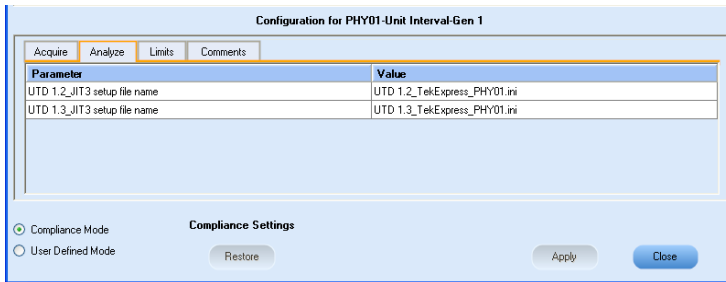 Configuration for PHY01-Unit Interval-Gen 1
Acquire Analyze Limits Comments
Parameter Value
UTD 1.2_JIT3 setup file name UTD 1.2_TekExpress_PHY01.ini
UTD 1.3_JIT3 setup file name UTD 1.3_TekExpress_PHY01.ini
Compliance Mode Compliance Settings
User Defined Mode Restore Apply Close